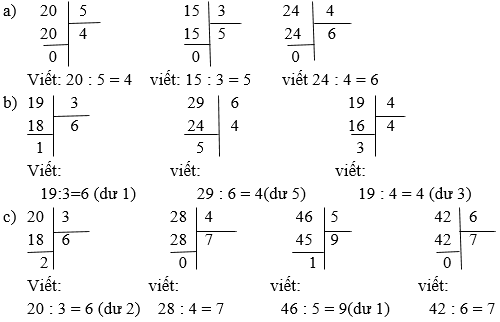 a) 20 5 15 3 24 4
20 4 15 5 24 6
0 0 0
Viết: 20 : 5 = 4 viết: 15 : 3 = 5 viết 24 : 4 = 6
b) 19 3 29 6 19 4
18 6 24 4 16 4
1 5 3
Viết: viết: viết:
19:3=6 (dư 1) 29 : 6 = 4(dư 5) 19 : 4 = 4 (dư 3)
c) 20 3 28 4 46 5 42 6
18 6 28 7 45 9 42 7
2 0 1 0
Viết: viết: viết: viết:
20 : 3 = 6 (dư 2) 28 : 4 = 7 46 : 5 = 9(dư 1) 42 : 6 = 7